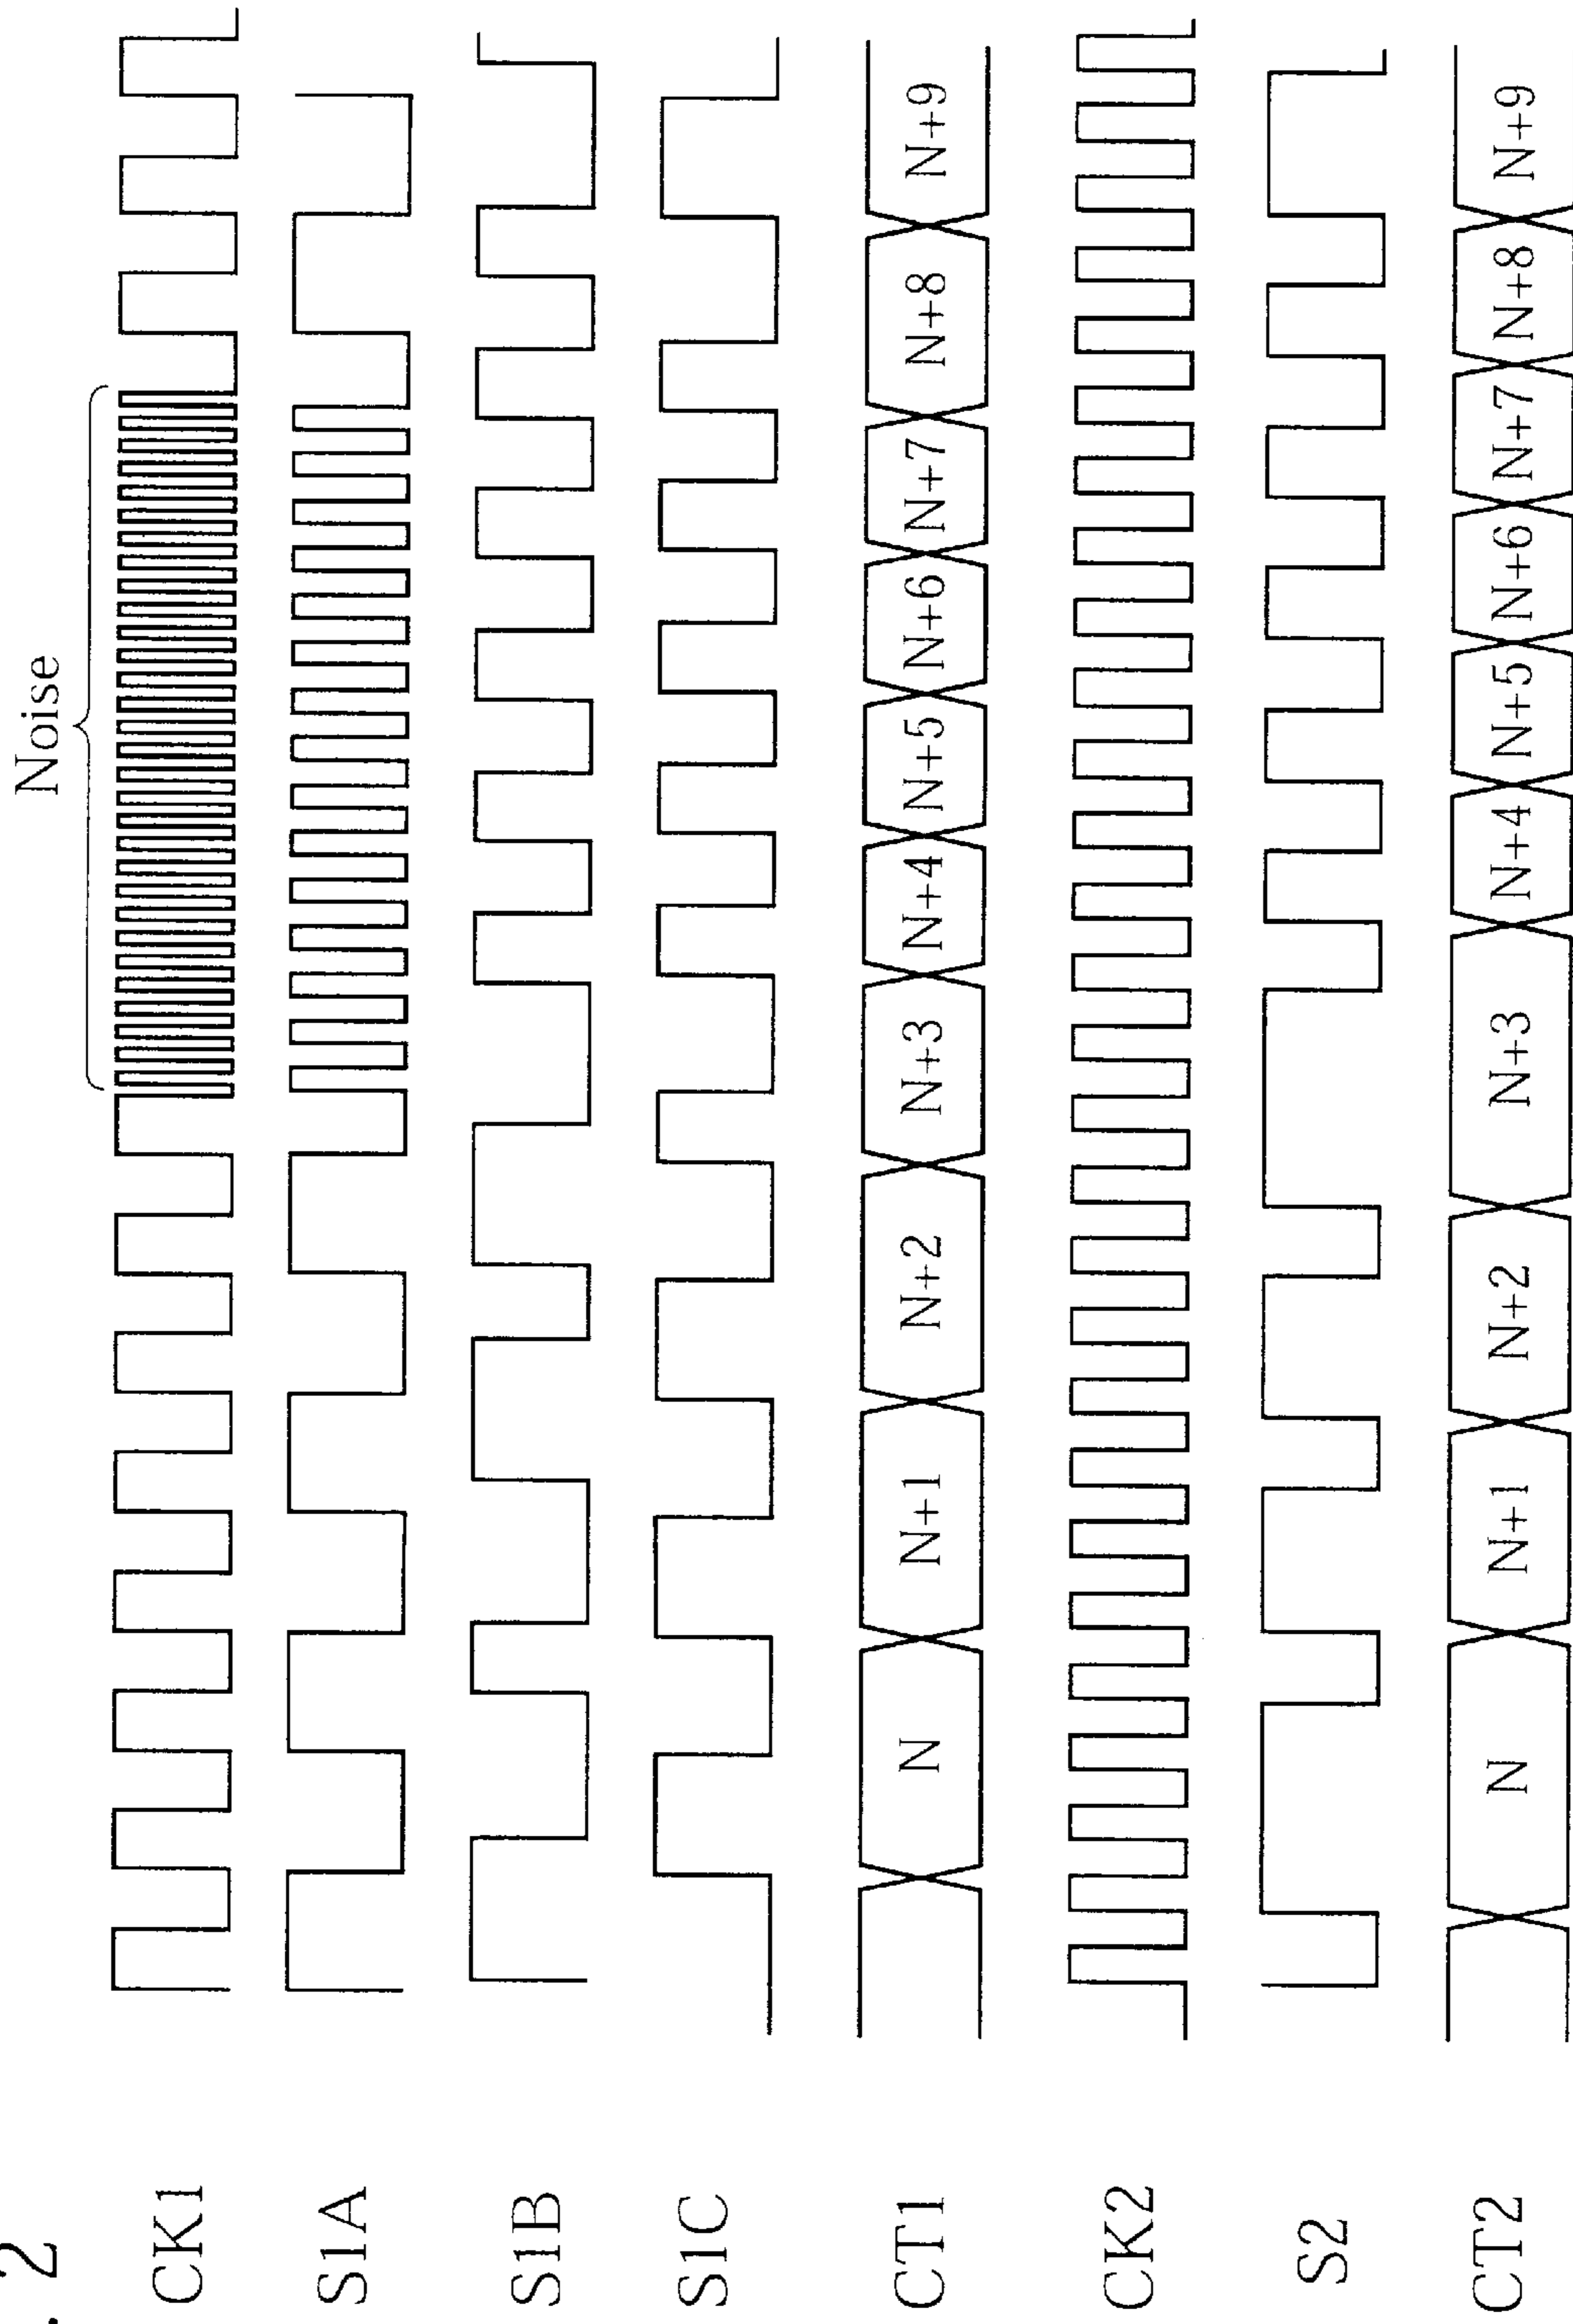 . 2
Noise
CK1
S1A
S1B
S1C
CT1 N N+1 N+2 N+3 N+4 N+5 N+6 N+7 N+8 N+9
CK2
S2
CT2 N N+1 N+2 N+3 N+4 N+5 N+6 N+7 N+8 N+9